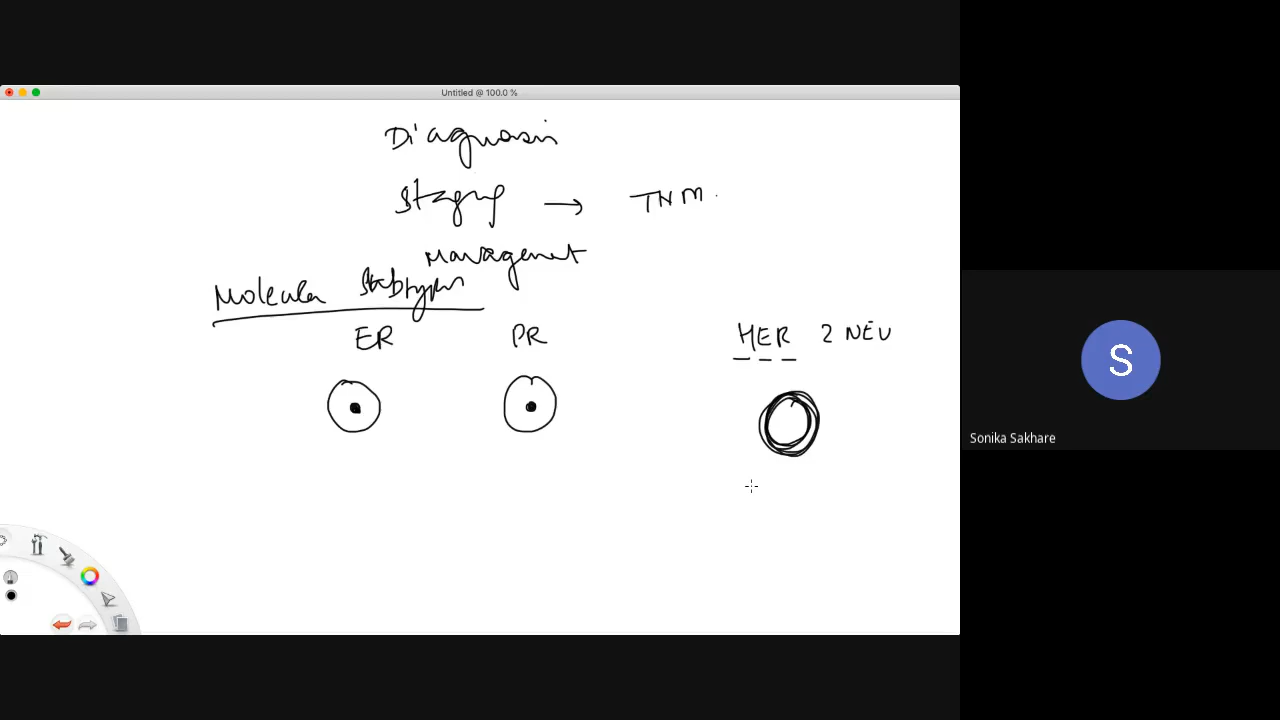 Untitled @ 100.0 %
Diagnosis
Staging → TNM.
Management
Molecular Subtypes
ER PR HER 2 NEU
S
Sonika Sakhare